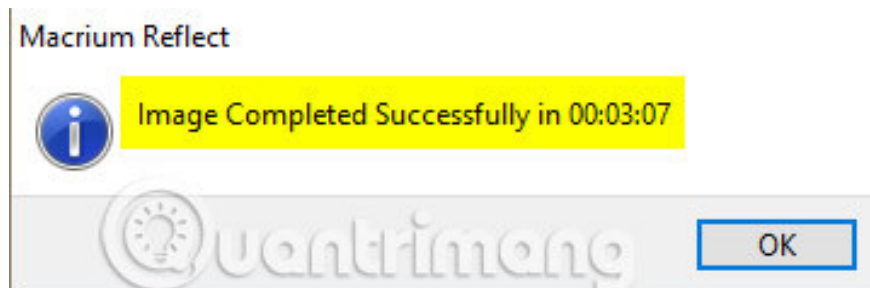 Macrium Reflect
Image Completed Successfully in 00:03:07
Quantrimang
OK